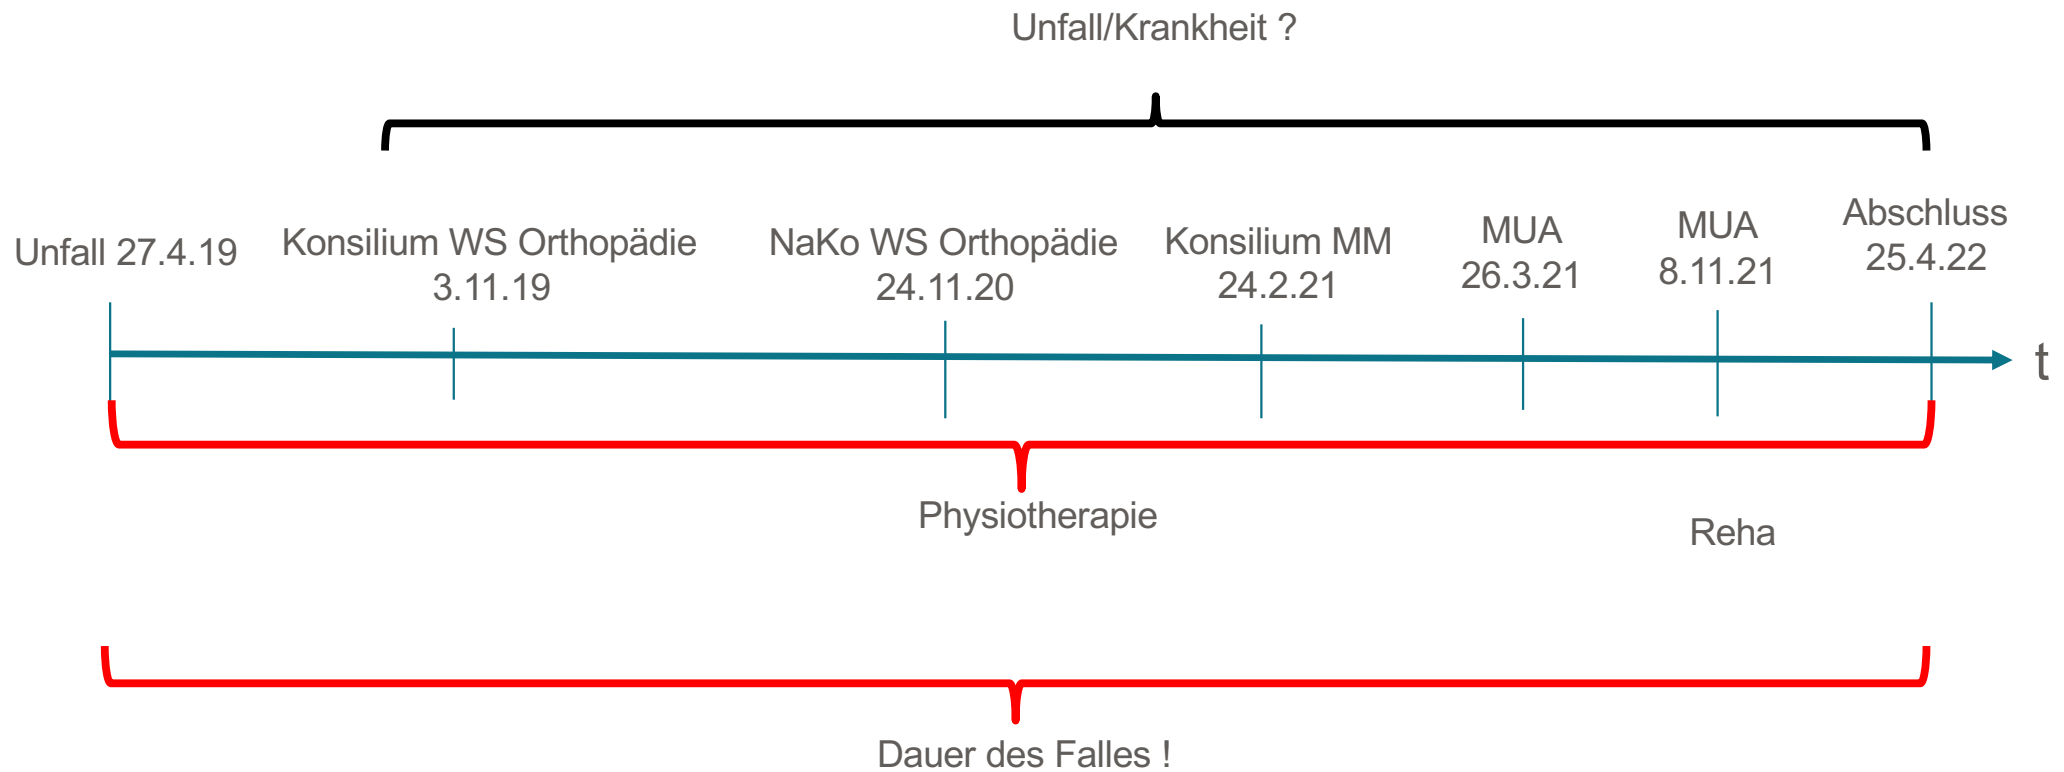 Unfall/Krankheit ?
Unfall 27.4.19
Konsilium WS Orthopädie
3.11.19
NaKo WS Orthopädie
24.11.20
Konsilium MM
24.2.21
MUA
26.3.21
MUA
8.11.21
Abschluss
25.4.22
t
Physiotherapie
Reha
Dauer des Falles !